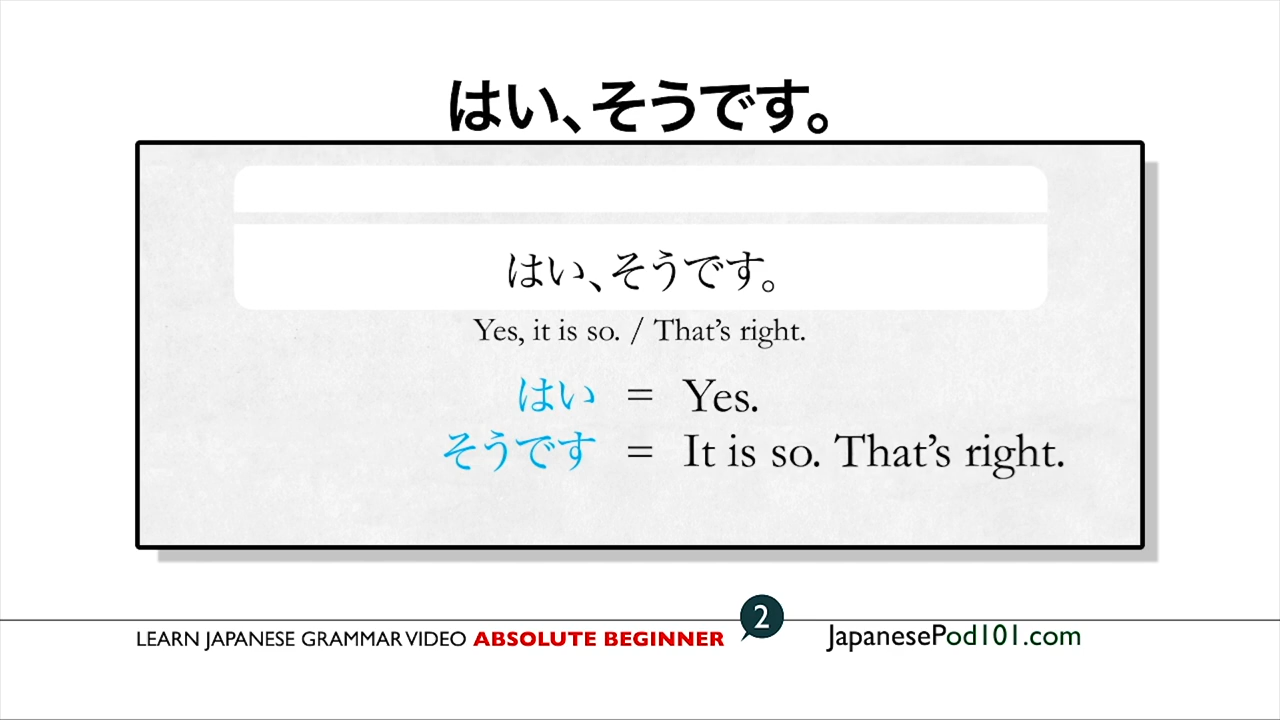 はい、そうです。
はい、そうです。
Yes, it is so. / That’s right.
はい = Yes.
そうです = It is so. That’s right.
LEARN JAPANESE GRAMMAR VIDEO ABSOLUTE BEGINNER 2 JapanesePod101.com